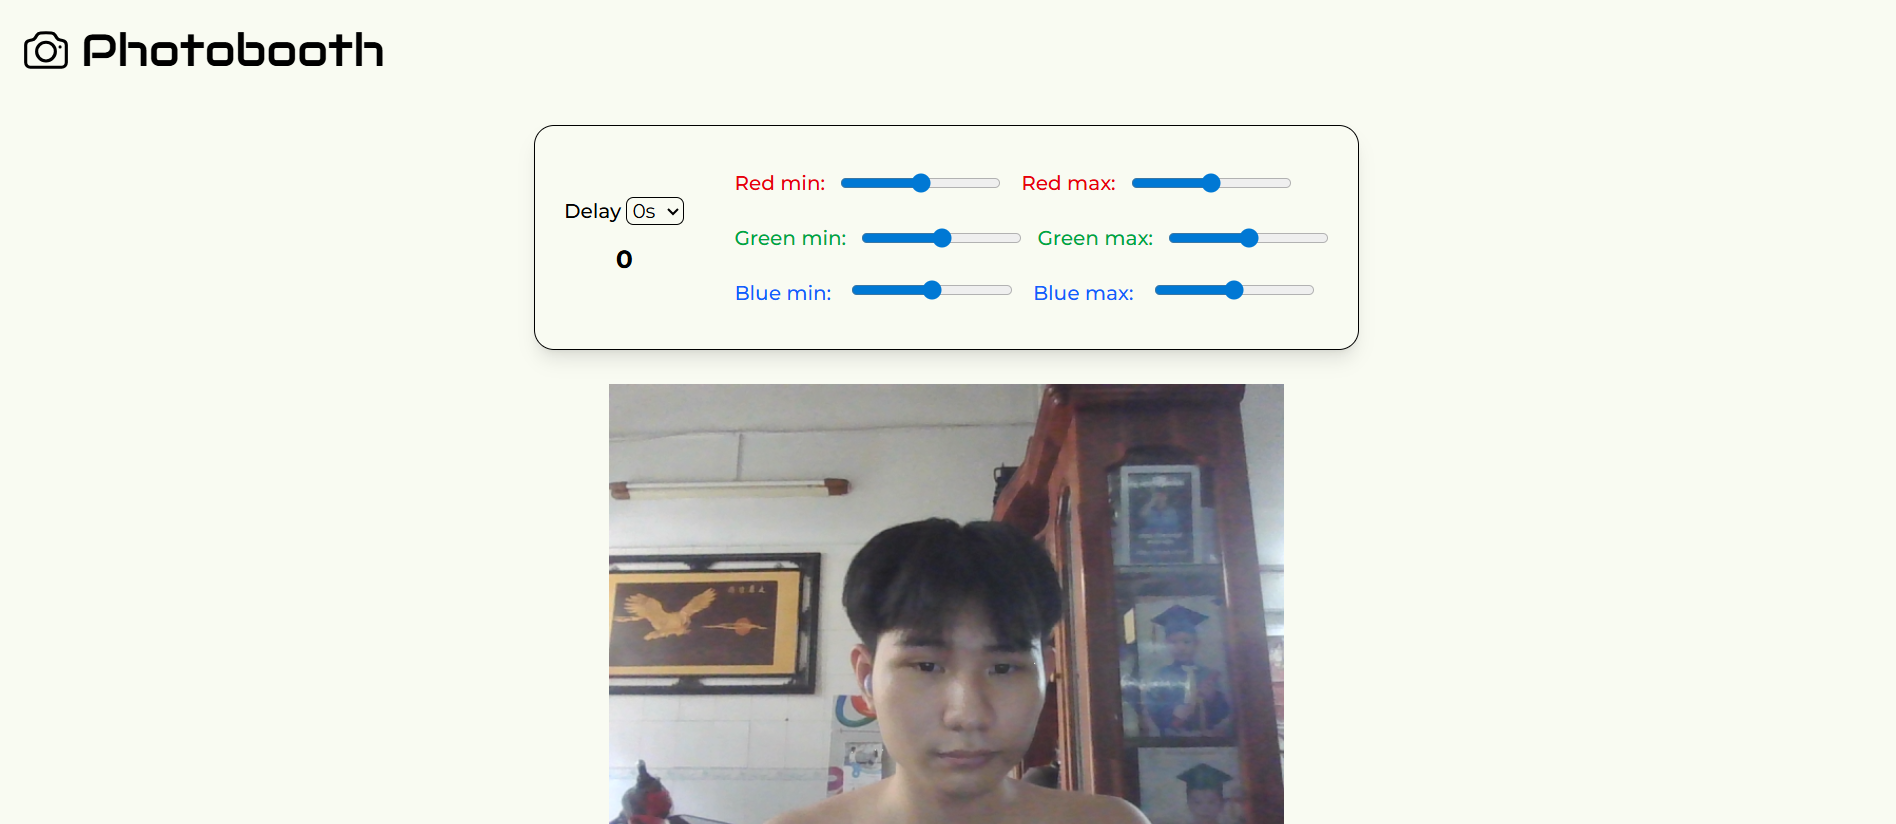 Photobooth
Delay 0s
0
Red min:
Red max:
Green min:
Green max:
Blue min:
Blue max: